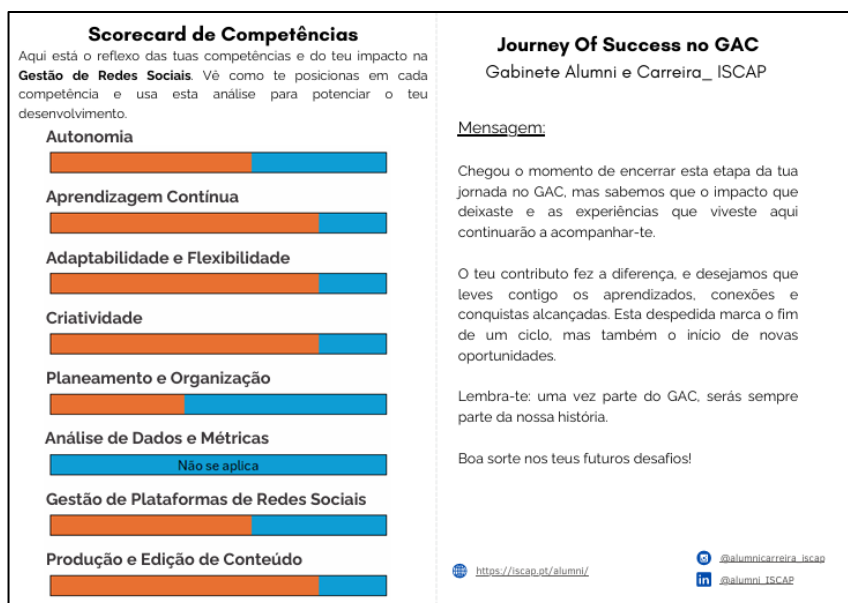 Scorecard de Competências
Aqui está o reflexo das tuas competências e do teu impacto na
Gestão de Redes Sociais. Vê como te posicionas em cada
competência e usa esta análise para potenciar o teu
desenvolvimento.
Autonomia
Aprendizagem Contínua
Adaptabilidade e Flexibilidade
Criatividade
Planeamento e Organização
Análise de Dados e Métricas
Não se aplica
Gestão de Plataformas de Redes Sociais
Produção e Edição de Conteúdo
Journey Of Success no GAC
Gabinete Alumni e Carreira_ ISCAP
Mensagem:
Chegou o momento de encerrar esta etapa da tua
jornada no GAC, mas sabemos que o impacto que
deixaste e as experiências que viveste aqui
continuarão a acompanhar-te.
O teu contributo fez a diferença, e desejamos que
leves contigo os aprendizados, conexões e
conquistas alcançadas. Esta despedida marca o fim
de um ciclo, mas também o início de novas
oportunidades.
Lembra-te: uma vez parte do GAC, serás sempre
parte da nossa história.
Boa sorte nos teus futuros desafios!
https://iscap.pt/alumni/
@alumnicarreira_iscap
in @alumni_ISCAP